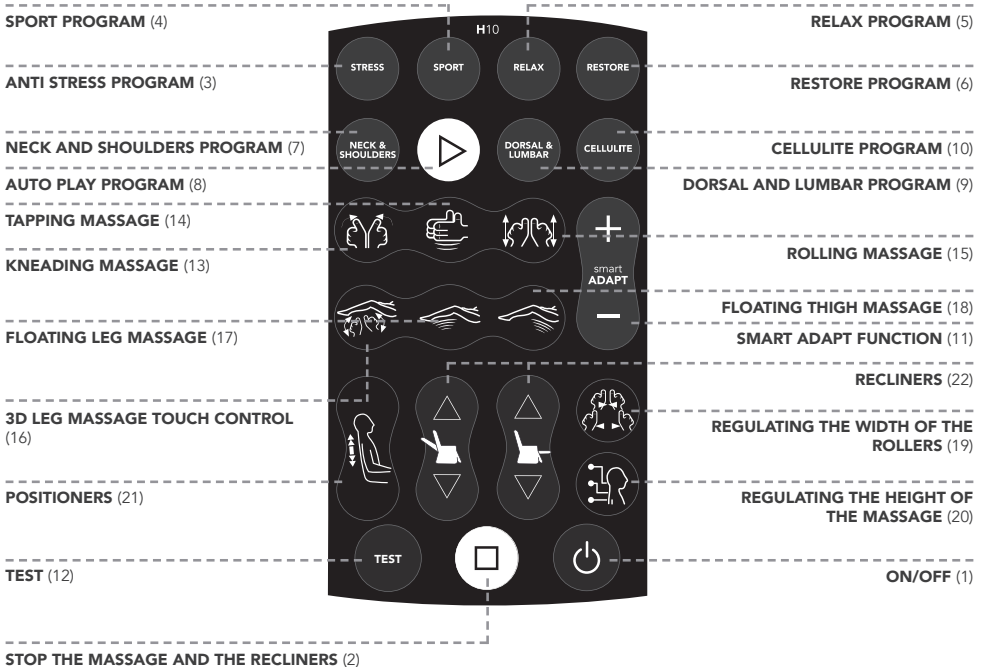 SPORT PROGRAM (4)
RELAX PROGRAM (5)
H10
STRESS
SPORT
RELAX
RESTORE
ANTI STRESS PROGRAM (3)
RESTORE PROGRAM (6)
NECK AND SHOULDERS PROGRAM (7)
NECK &
SHOULDERS
DORSAL &
LUMBAR
CELLULITE
CELLULITE PROGRAM (10)
AUTO PLAY PROGRAM (8)
DORSAL AND LUMBAR PROGRAM (9)
TAPPING MASSAGE (14)
+
ROLLING MASSAGE (15)
KNEADING MASSAGE (13)
smart
ADAPT
FLOATING THIGH MASSAGE (18)
−
FLOATING LEG MASSAGE (17)
SMART ADAPT FUNCTION (11)
RECLINERS (22)
3D LEG MASSAGE TOUCH CONTROL
(16)
REGULATING THE WIDTH OF THE
ROLLERS (19)
POSITIONERS (21)
REGULATING THE HEIGHT OF
THE MASSAGE (20)
TEST
TEST (12)
ON/OFF (1)
STOP THE MASSAGE AND THE RECLINERS (2)